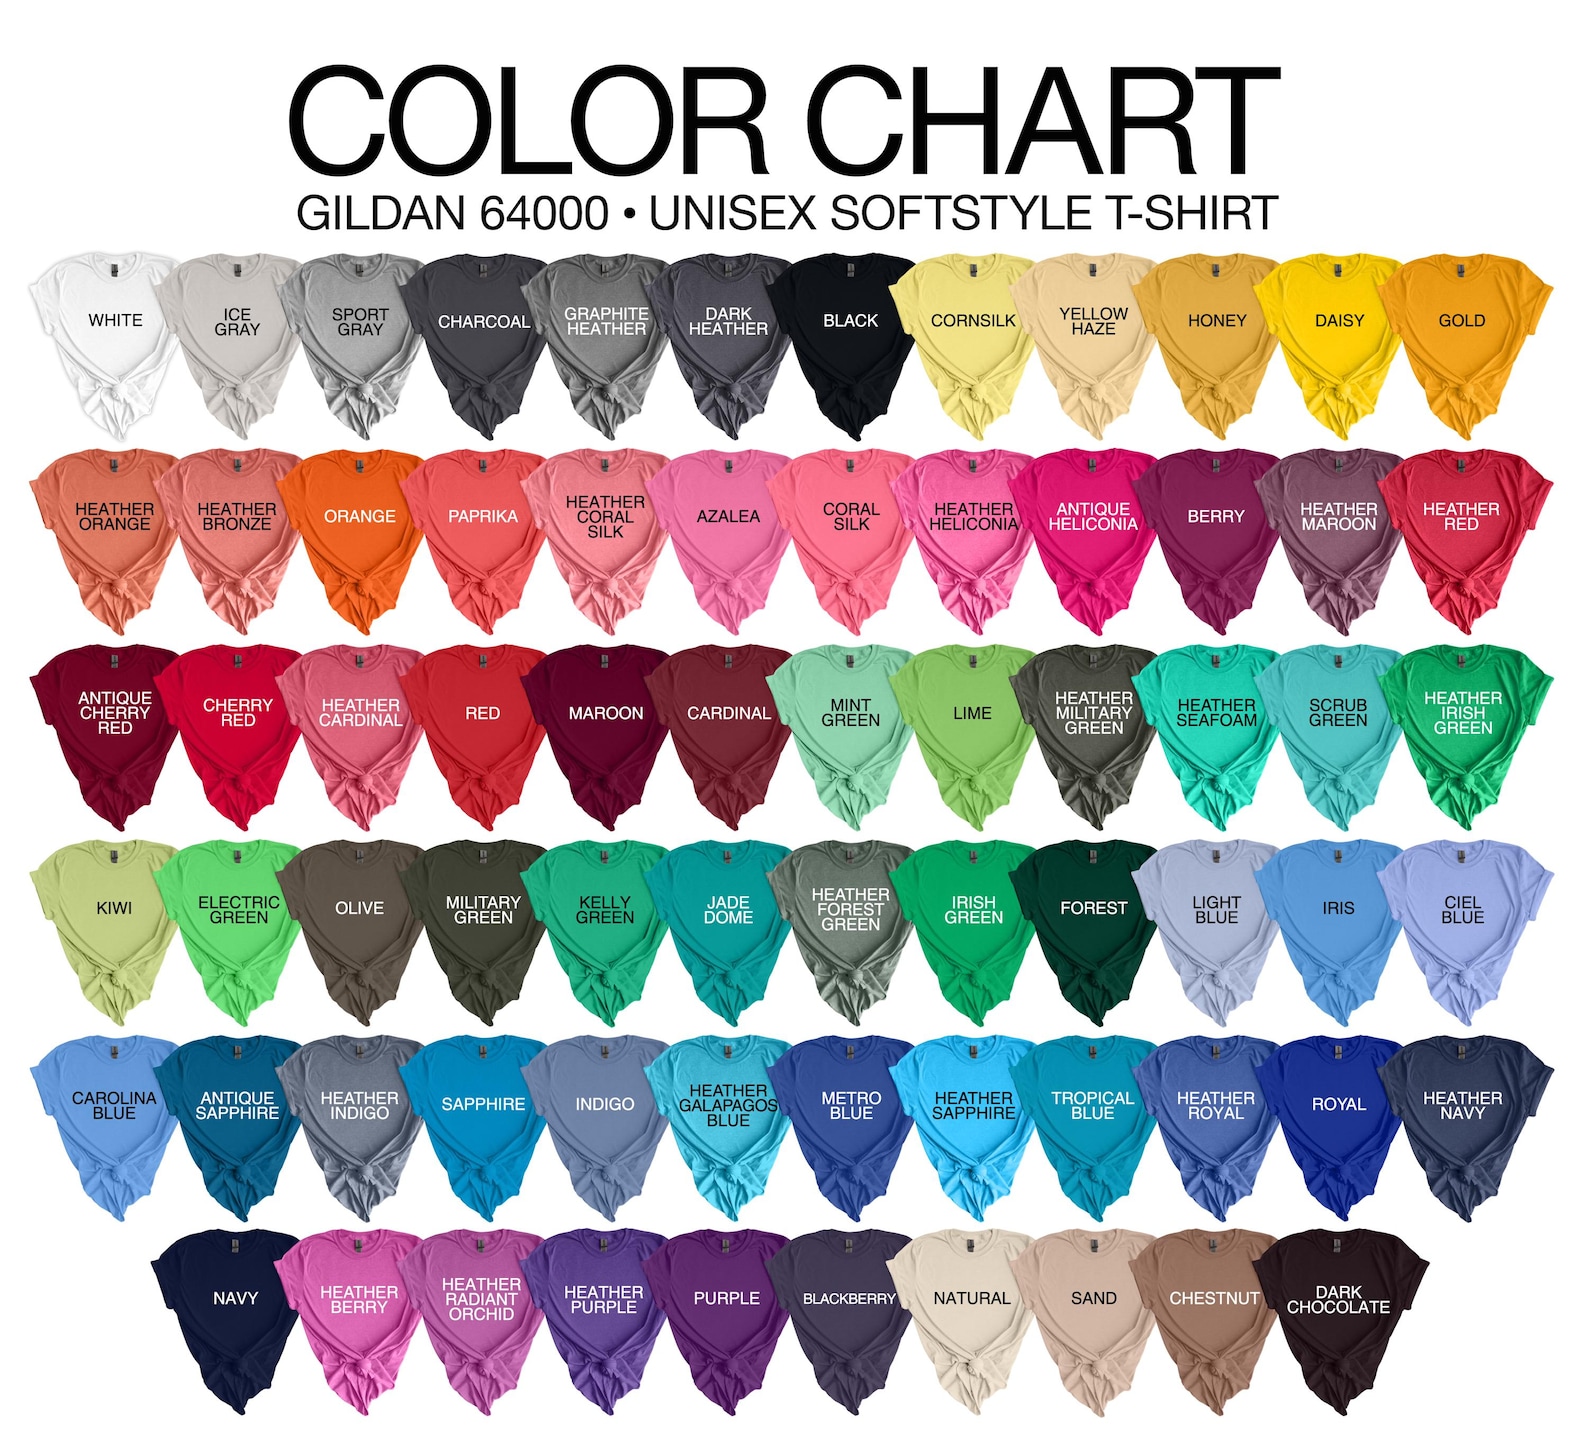 COLOR CHART
GILDAN 64000 • UNISEX SOFTSTYLE T-SHIRT
WHITE
ICE
GRAY
SPORT
GRAY
CHARCOAL
GRAPHITE
HEATHER
DARK
HEATHER
BLACK
CORNSILK
YELLOW
HAZE
HONEY
DAISY
GOLD
HEATHER
ORANGE
HEATHER
BRONZE
ORANGE
PAPRIKA
HEATHER
CORAL
SILK
AZALEA
CORAL
SILK
HEATHER
HELICONIA
ANTIQUE
HELICONIA
BERRY
HEATHER
MAROON
HEATHER
RED
ANTIQUE
CHERRY
RED
CHERRY
RED
HEATHER
CARDINAL
RED
MAROON
CARDINAL
MINT
GREEN
LIME
HEATHER
MILITARY
GREEN
HEATHER
SEAFOAM
SCRUB
GREEN
HEATHER
IRISH
GREEN
KIWI
ELECTRIC
GREEN
OLIVE
MILITARY
GREEN
KELLY
GREEN
JADE
DOME
HEATHER
FOREST
GREEN
IRISH
GREEN
FOREST
LIGHT
BLUE
IRIS
CIEL
BLUE
CAROLINA
BLUE
ANTIQUE
SAPPHIRE
HEATHER
INDIGO
SAPPHIRE
INDIGO
HEATHER
GALAPAGOS
BLUE
METRO
BLUE
HEATHER
SAPPHIRE
TROPICAL
BLUE
HEATHER
ROYAL
ROYAL
HEATHER
NAVY
NAVY
HEATHER
BERRY
HEATHER
RADIANT
ORCHID
HEATHER
PURPLE
PURPLE
BLACKBERRY
NATURAL
SAND
CHESTNUT
DARK
CHOCOLATE